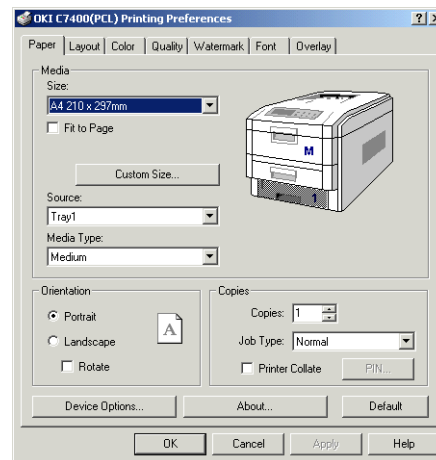 OKI C7400(PCL) Printing Preferences
Paper Layout Color Quality Watermark Font Overlay
Media
Size:
A4 210 x 297mm
Fit to Page
M
Custom Size...
Source:
1
Tray1
Media Type:
Medium
Orientation
Copies
Portrait
A
Copies: 1
Landscape
Job Type: Normal
Rotate
Printer Collate PIN...
Device Options... About... Default
OK Cancel Apply Help